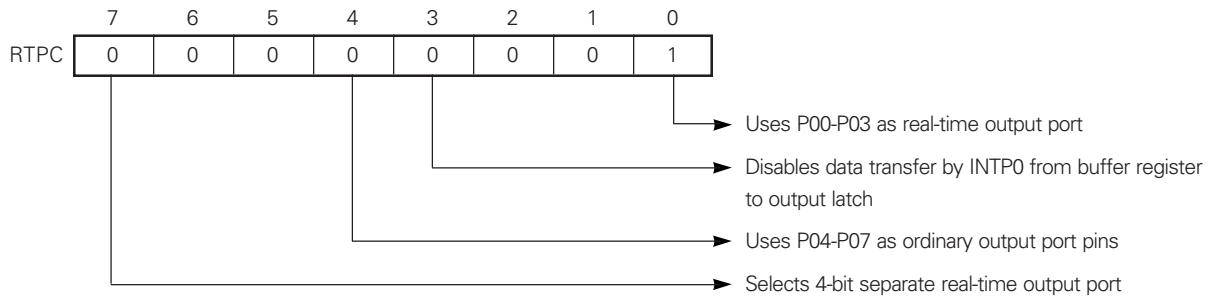 7 6 5 4 3 2 1 0
RTPC 0 0 0 0 0 0 0 1
Uses P00-P03 as real-time output port
Disables data transfer by INTP0 from buffer register
to output latch
Uses P04-P07 as ordinary output port pins
Selects 4-bit separate real-time output port